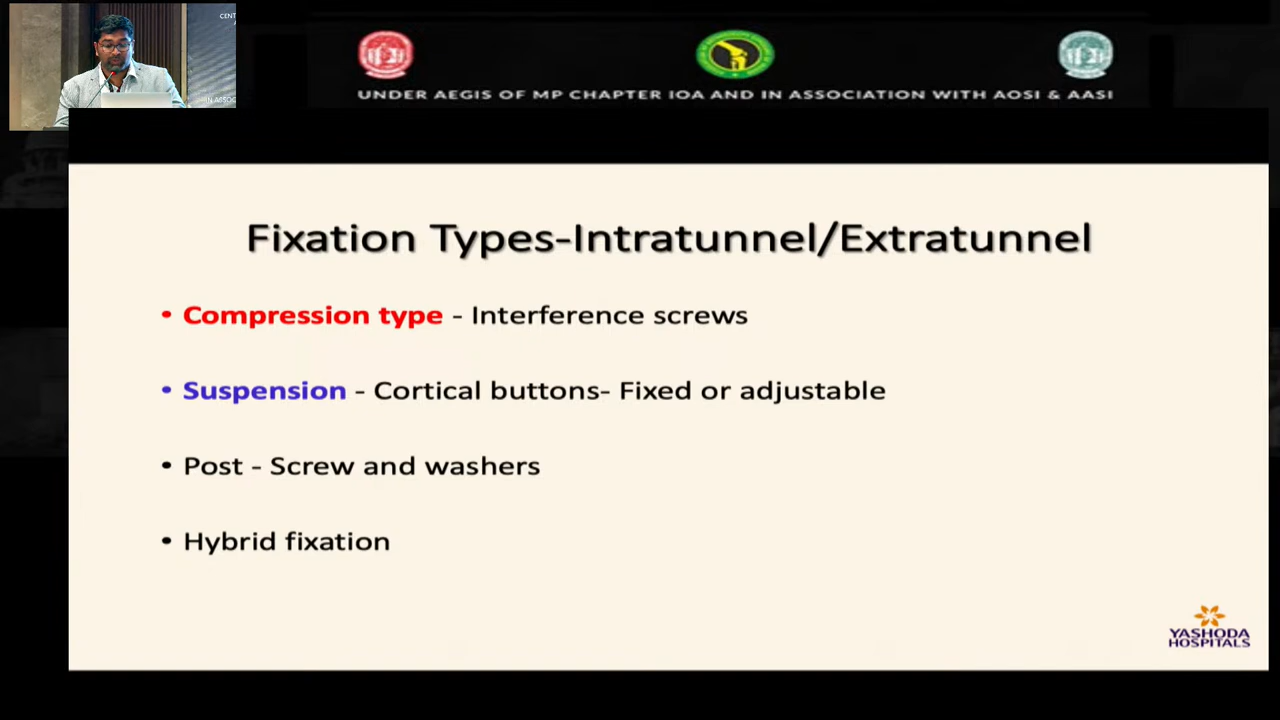 CENT
UNDER AEGIS OF MP CHAPTER IOA AND IN ASSOCIATION WITH AOSI & AASI
Fixation Types-Intratunnel/Extratunnel
• Compression type - Interference screws
• Suspension - Cortical buttons- Fixed or adjustable
• Post - Screw and washers
• Hybrid fixation
YASHODA
HOSPITALS